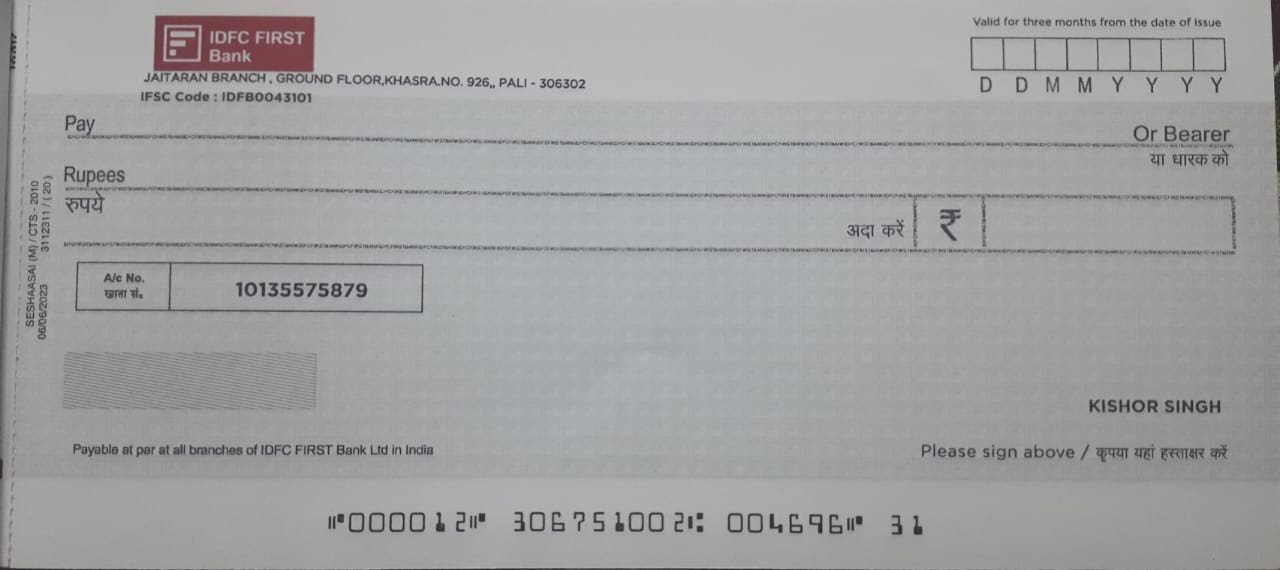 IDFC FIRST
Bank
Valid for three months from the date of issue
JAITARAN BRANCH , GROUND FLOOR,KHASRA.NO. 926,, PALI - 306302
IFSC Code : IDFB0043101
D D M M Y Y Y Y
Pay
Or Bearer
या धारक को
Rupees
रुपये
अदा करें ₹
A/c No.
खाता सं.
10135575879
SESHAASAI (M) / CTS - 2010
06/06/2023 3112311 / ( 20 )
KISHOR SINGH
Payable at par at all branches of IDFC FIRST Bank Ltd in India
Please sign above / कृपया यहां हस्ताक्षर करें
⑈000012⑈ 306751002⑆ 004696⑈ 31